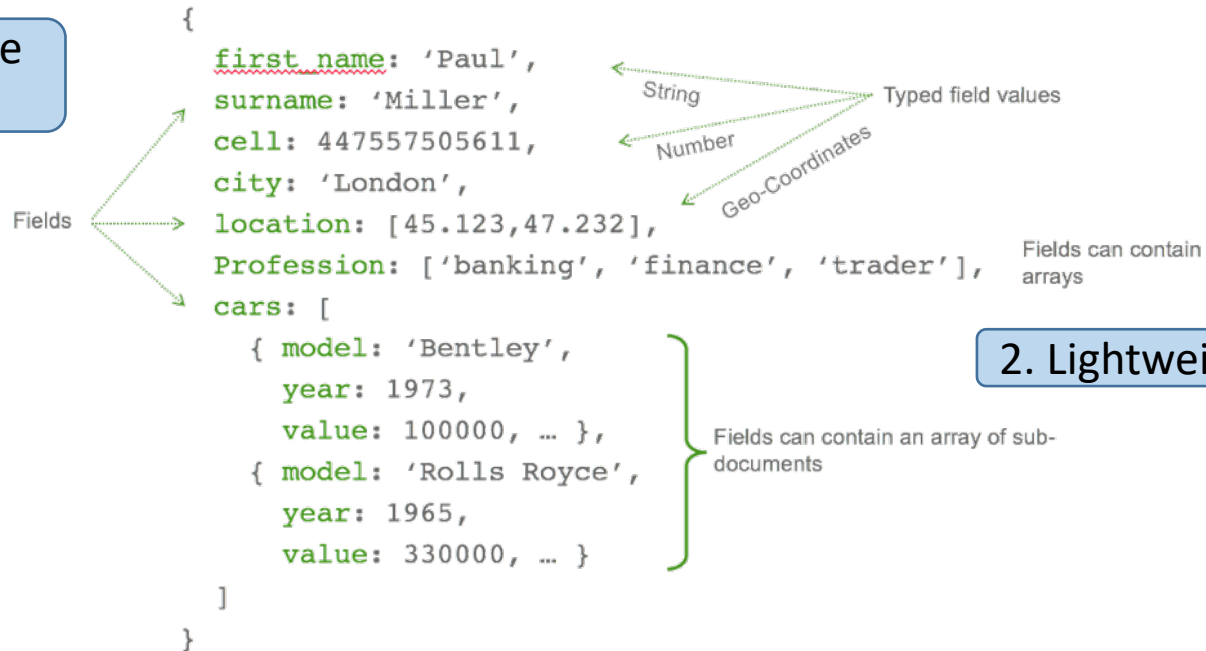 e
{
first_name: ‘Paul’,
surname: ‘Miller’,
cell: 447557505611,
city: ‘London’,
location: [45.123,47.232],
Profession: [‘banking’, ‘finance’, ‘trader’],
cars: [
{ model: ‘Bentley’,
year: 1973,
value: 100000, … },
{ model: ‘Rolls Royce’,
year: 1965,
value: 330000, … }
]
}
Fields
String
Number
Geo-Coordinates
Typed field values
Fields can contain
arrays
2. Lightwei
Fields can contain an array of sub-
documents